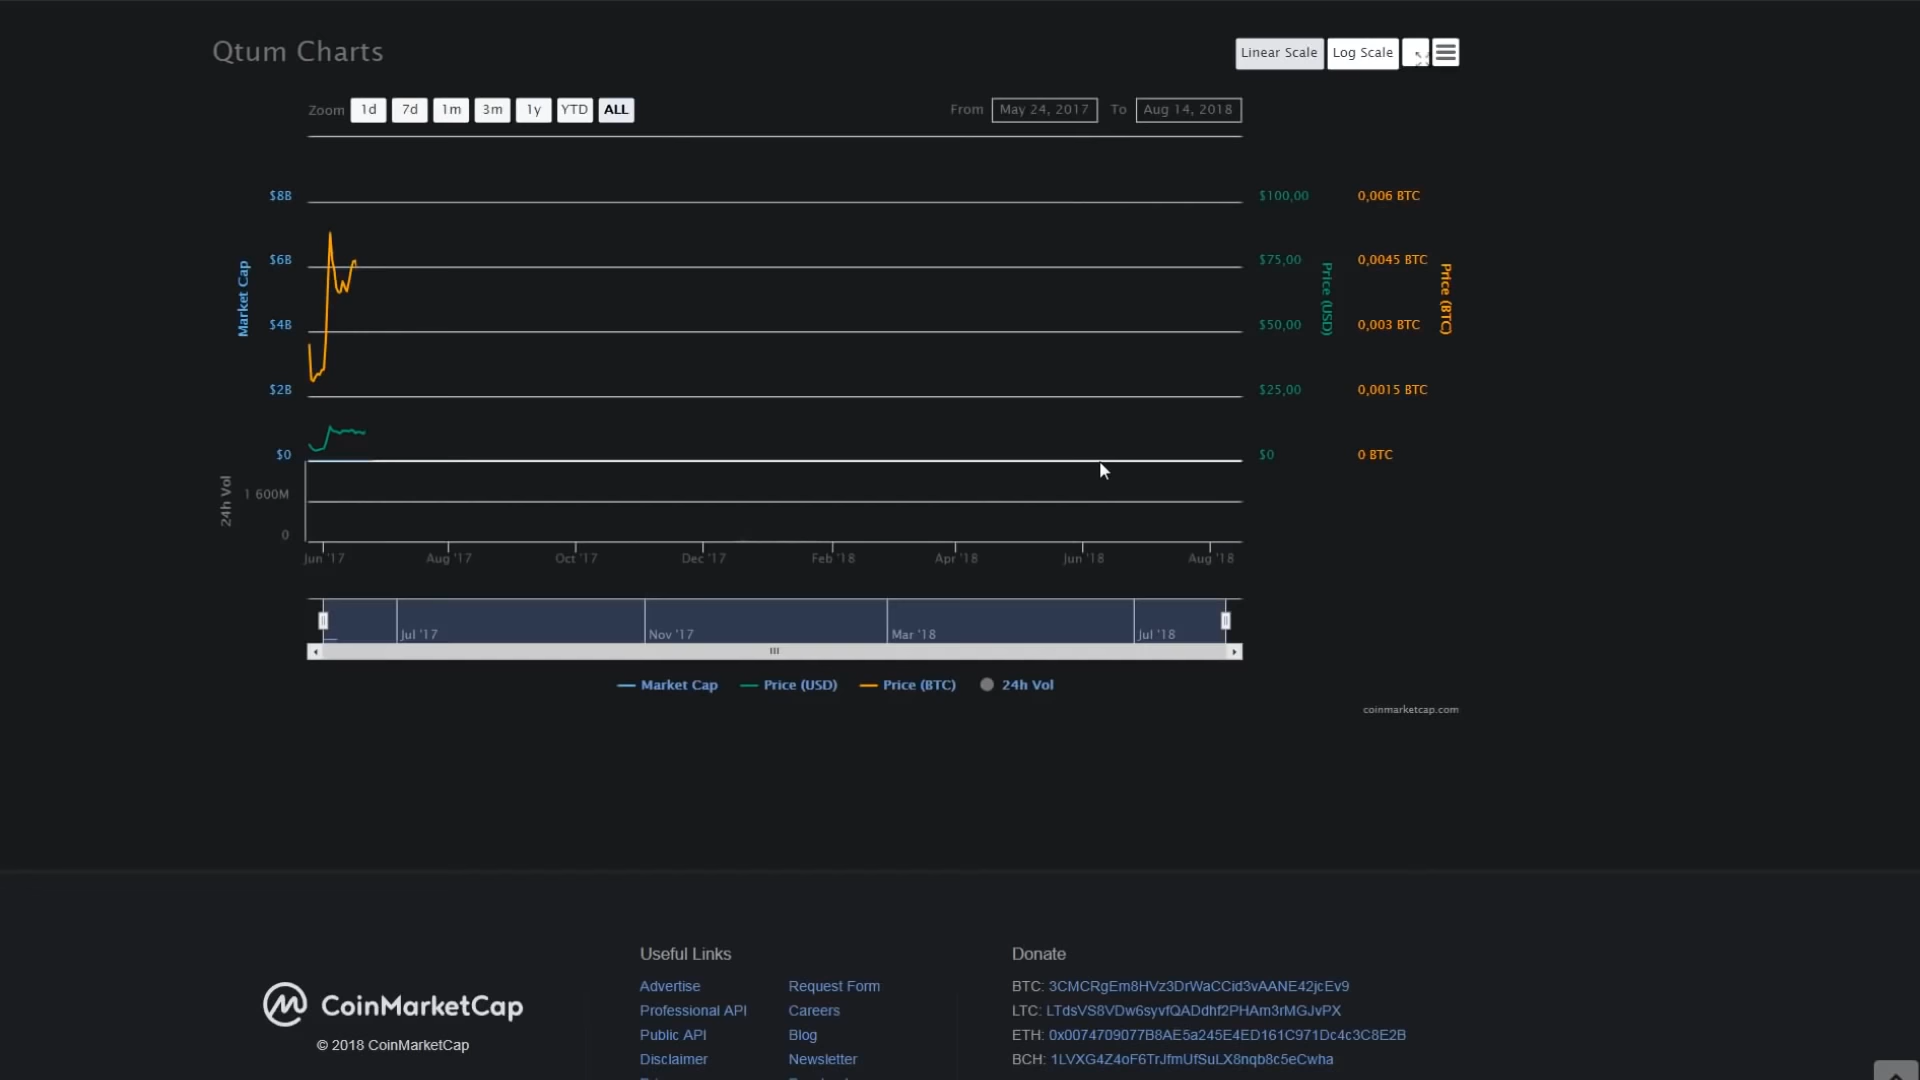 Qtum Charts
Linear Scale Log Scale
Zoom 1d 7d 1m 3m 1y YTD ALL
From May 24, 2017 To Aug 14, 2018
$8B $100,00 0,006 BTC
$6B $75,00 0,0045 BTC
Market Cap
Price (USD)
Price (BTC)
$4B $50,00 0,003 BTC
$2B $25,00 0,0015 BTC
$0 $0 0 BTC
24h Vol
1 600M
0
Jun '17 Aug '17 Oct '17 Dec '17 Feb '18 Apr '18 Jun '18 Aug '18
Jul '17 Nov '17 Mar '18 Jul '18
Market Cap Price (USD) Price (BTC) 24h Vol
coinmarketcap.com
CoinMarketCap
© 2018 CoinMarketCap
Useful Links
Advertise Request Form
Professional API Careers
Public API Blog
Disclaimer Newsletter
Donate
BTC: 3CMCRgEm8HVz3DrWaCCid3vAANE42jcEv9
LTC: LTdsVS8VDw6syvfQADdhf2PHAm3rMGJvPX
ETH: 0x0074709077B8AE5a245E4ED161C971Dc4c3C8E2B
BCH: 1LVXG4Z4oF6TrJfmUfSuLX8nqb8c5eCwha